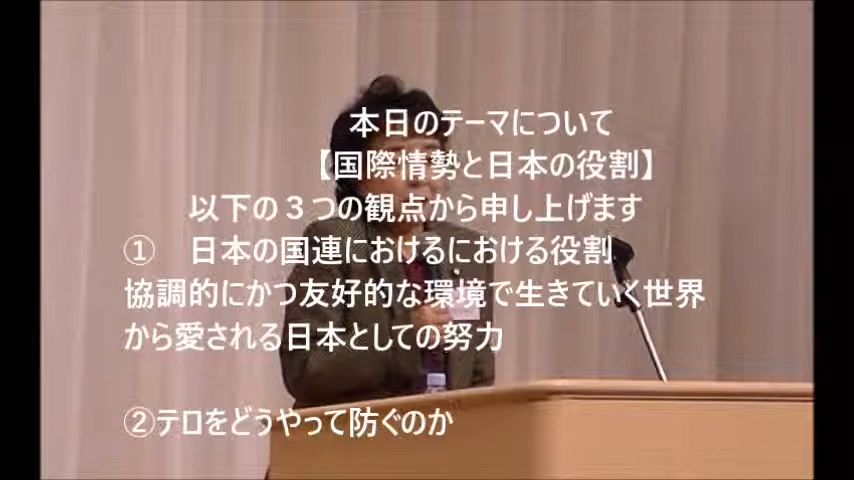 本日のテーマについて
【国際情勢と日本の役割】
以下の３つの観点から申し上げます
①　日本の国連におけるにおける役割
協調的にかつ友好的な環境で生きていく世界
から愛される日本としての努力
②テロをどうやって防ぐのか